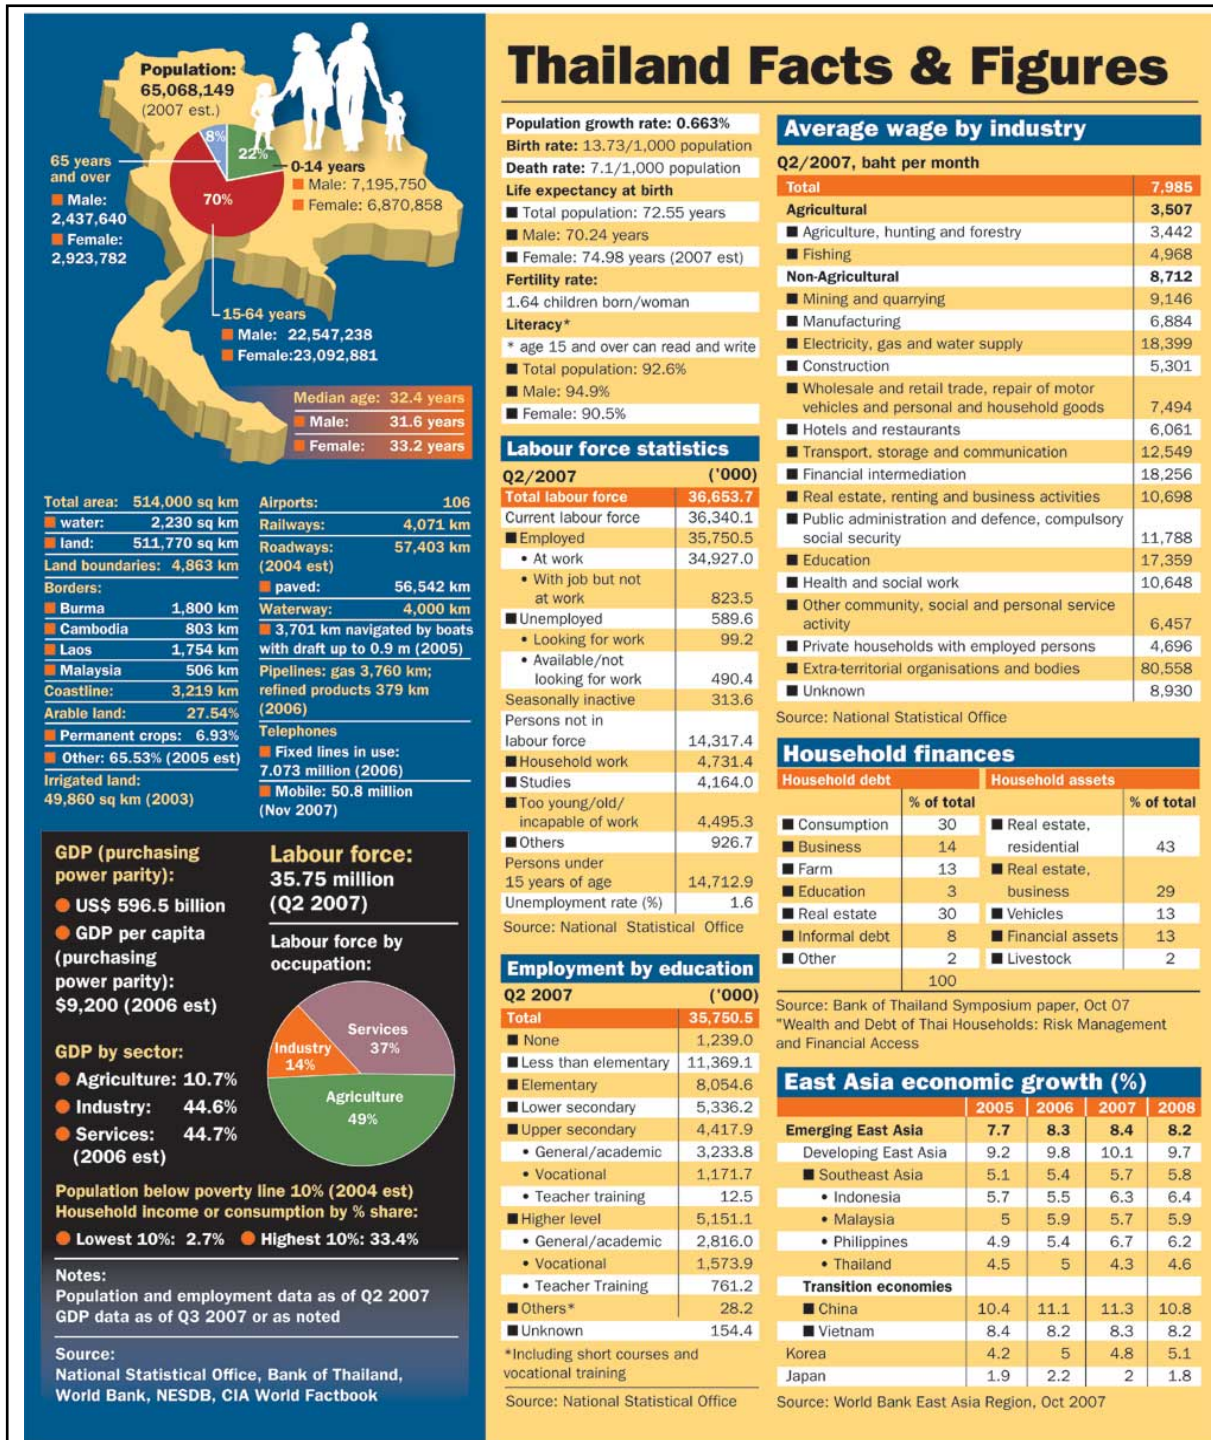 Thailand Facts & Figures
Population:
65,068,149
(2007 est.)
8%
22%
70%
65 years
and over
Male:
2,437,640
Female:
2,923,782
0-14 years
Male: 7,195,750
Female: 6,870,858
15-64 years
Male: 22,547,238
Female:23,092,881
Median age: 32.4 years
Male: 31.6 years
Female: 33.2 years
Total area: 514,000 sq km
water: 2,230 sq km
land: 511,770 sq km
Land boundaries: 4,863 km
Borders:
Burma 1,800 km
Cambodia 803 km
Laos 1,754 km
Malaysia 506 km
Coastline: 3,219 km
Arable land: 27.54%
Permanent crops: 6.93%
Other: 65.53% (2005 est)
Irrigated land:
49,860 sq km (2003)
Airports: 106
Railways: 4,071 km
Roadways: 57,403 km
(2004 est)
paved: 56,542 km
Waterway: 4,000 km
3,701 km navigated by boats
with draft up to 0.9 m (2005)
Pipelines: gas 3,760 km;
refined products 379 km
(2006)
Telephones
Fixed lines in use:
7.073 million (2006)
Mobile: 50.8 million
(Nov 2007)
GDP (purchasing
power parity):
US$ 596.5 billion
GDP per capita
(purchasing
power parity):
$9,200 (2006 est)
GDP by sector:
Agriculture: 10.7%
Industry: 44.6%
Services: 44.7%
(2006 est)
Labour force:
35.75 million
(Q2 2007)
Labour force by
occupation:
Services
37%
Industry
14%
Agriculture
49%
Population below poverty line 10% (2004 est)
Household income or consumption by % share:
Lowest 10%: 2.7% Highest 10%: 33.4%
Notes:
Population and employment data as of Q2 2007
GDP data as of Q3 2007 or as noted
Source:
National Statistical Office, Bank of Thailand,
World Bank, NESDB, CIA World Factbook
Population growth rate: 0.663%
Birth rate: 13.73/1,000 population
Death rate: 7.1/1,000 population
Life expectancy at birth
Total population: 72.55 years
Male: 70.24 years
Female: 74.98 years (2007 est)
Fertility rate:
1.64 children born/woman
Literacy*
* age 15 and over can read and write
Total population: 92.6%
Male: 94.9%
Female: 90.5%
Labour force statistics
Q2/2007 ('000)
Total labour force 36,653.7
Current labour force 36,340.1
Employed 35,750.5
• At work 34,927.0
• With job but not
at work 823.5
Unemployed 589.6
• Looking for work 99.2
• Available/not
looking for work 490.4
Seasonally inactive 313.6
Persons not in
labour force 14,317.4
Household work 4,731.4
Studies 4,164.0
Too young/old/
incapable of work 4,495.3
Others 926.7
Persons under
15 years of age 14,712.9
Unemployment rate (%) 1.6
Source: National Statistical Office
Employment by education
Q2 2007 ('000)
Total 35,750.5
None 1,239.0
Less than elementary 11,369.1
Elementary 8,054.6
Lower secondary 5,336.2
Upper secondary 4,417.9
• General/academic 3,233.8
• Vocational 1,171.7
• Teacher training 12.5
Higher level 5,151.1
• General/academic 2,816.0
• Vocational 1,573.9
• Teacher Training 761.2
Others* 28.2
Unknown 154.4
*Including short courses and
vocational training
Source: National Statistical Office
Average wage by industry
Q2/2007, baht per month
Total 7,985
Agricultural 3,507
Agriculture, hunting and forestry 3,442
Fishing 4,968
Non-Agricultural 8,712
Mining and quarrying 9,146
Manufacturing 6,884
Electricity, gas and water supply 18,399
Construction 5,301
Wholesale and retail trade, repair of motor
vehicles and personal and household goods 7,494
Hotels and restaurants 6,061
Transport, storage and communication 12,549
Financial intermediation 18,256
Real estate, renting and business activities 10,698
Public administration and defence, compulsory
social security 11,788
Education 17,359
Health and social work 10,648
Other community, social and personal service
activity 6,457
Private households with employed persons 4,696
Extra-territorial organisations and bodies 80,558
Unknown 8,930
Source: National Statistical Office
Household finances
Household debt Household assets
% of total % of total
Consumption 30 Real estate,
residential 43
Business 14
Farm 13 Real estate,
Education 3 business 29
Real estate 30 Vehicles 13
Informal debt 8 Financial assets 13
Other 2 Livestock 2
100
Source: Bank of Thailand Symposium paper, Oct 07
"Wealth and Debt of Thai Households: Risk Management
and Financial Access
East Asia economic growth (%)
2005 2006 2007 2008
Emerging East Asia 7.7 8.3 8.4 8.2
Developing East Asia 9.2 9.8 10.1 9.7
Southeast Asia 5.1 5.4 5.7 5.8
• Indonesia 5.7 5.5 6.3 6.4
• Malaysia 5 5.9 5.7 5.9
• Philippines 4.9 5.4 6.7 6.2
• Thailand 4.5 5 4.3 4.6
Transition economies
China 10.4 11.1 11.3 10.8
Vietnam 8.4 8.2 8.3 8.2
Korea 4.2 5 4.8 5.1
Japan 1.9 2.2 2 1.8
Source: World Bank East Asia Region, Oct 2007